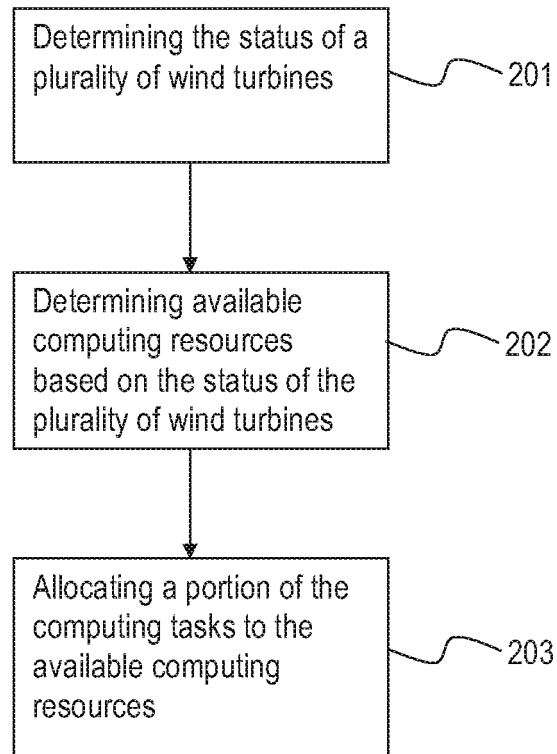 Determining the status of a
plurality of wind turbines
201
Determining available
computing resources
based on the status of the
plurality of wind turbines
202
Allocating a portion of the
computing tasks to the
available computing
resources
203